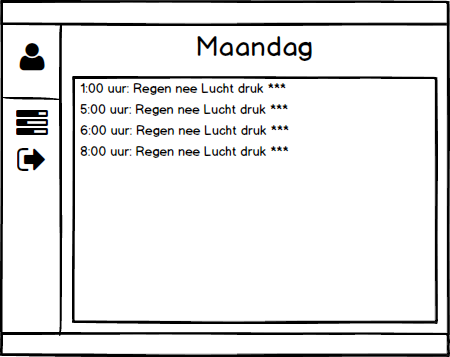 Maandag
1:00 uur: Regen nee Lucht druk ***
5:00 uur: Regen nee Lucht druk ***
6:00 uur: Regen nee Lucht druk ***
8:00 uur: Regen nee Lucht druk ***